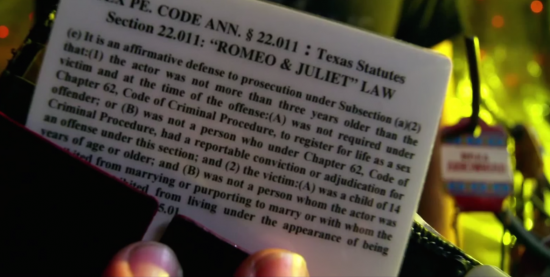 EX PE. CODE ANN. § 22.011 : Texas Statutes
Section 22.011: "ROMEO & JULIET" LAW
(e) It is an affirmative defense to prosecution under Subsection (a)(2)
that:(1) the actor was not more than three years older than the
victim and at the time of the offense:(A) was not required under
Chapter 62, Code of Criminal Procedure, to register for life as a sex
offender; or (B) was not a person who under Chapter 62, Code of
Criminal Procedure, had a reportable conviction or adjudication for
an offense under this section; and (2) the victim:(A) was a child of 14
years of age or older; and (B) was not a person whom the actor was
from marrying or purporting to marry or with whom the
from living under the appearance of being
5.01